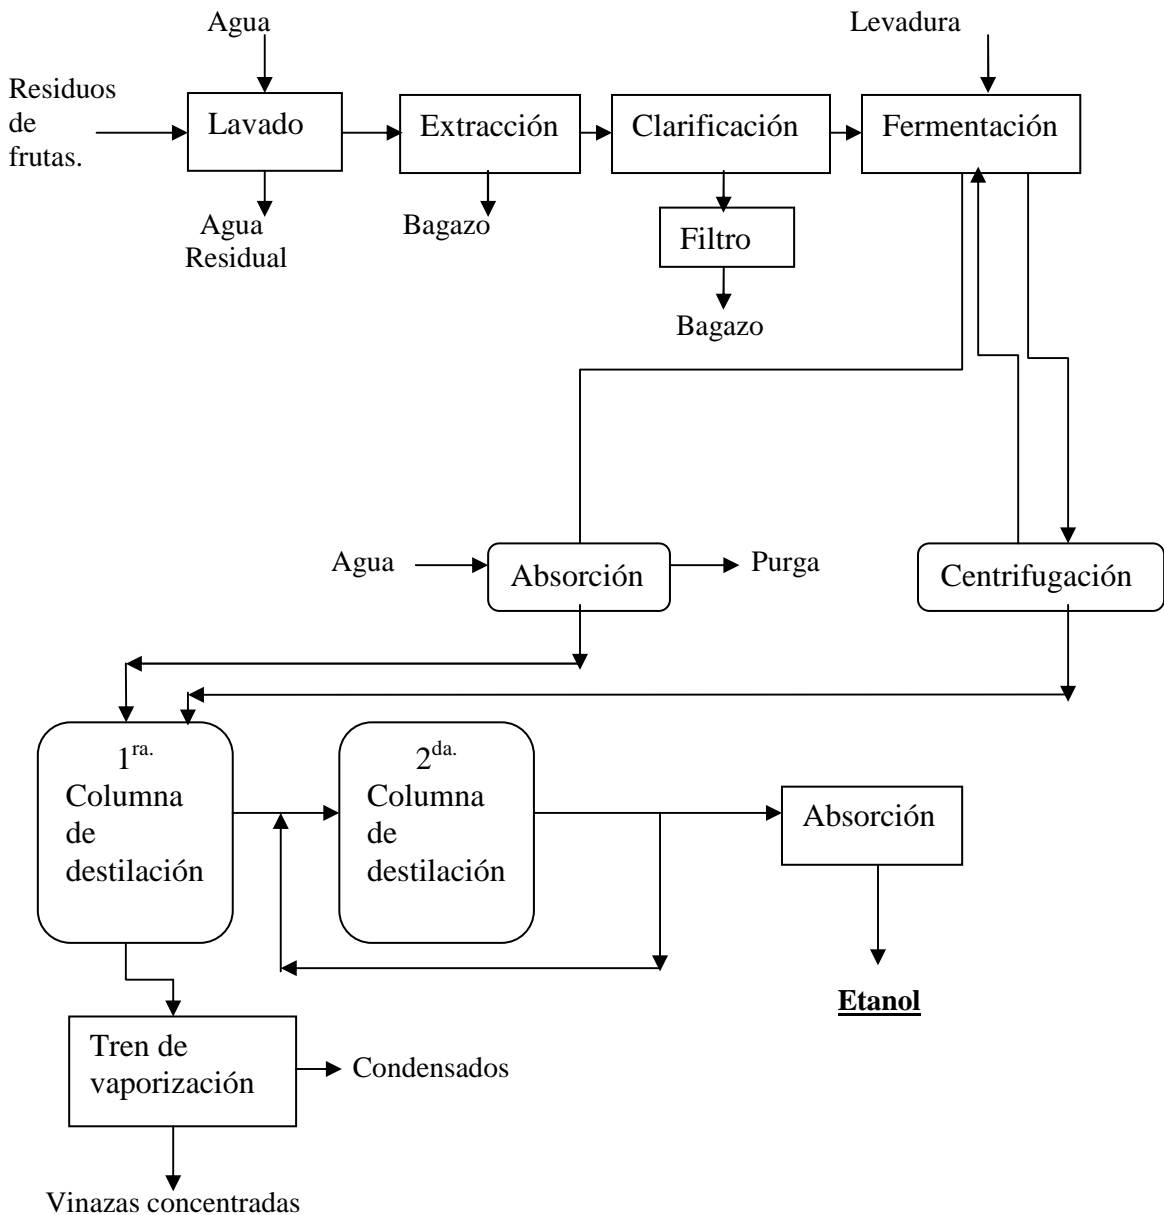 Agua
Levadura
Residuos
de
frutas.
Lavado
Extracción
Clarificación
Fermentación
Agua
Residual
Bagazo
Filtro
Bagazo
Agua
Absorción
Purga
Centrifugación
1ra.
Columna
de
destilación
2da.
Columna
de
destilación
Absorción
Etanol
Tren de
vaporización
Condensados
Vinazas concentradas